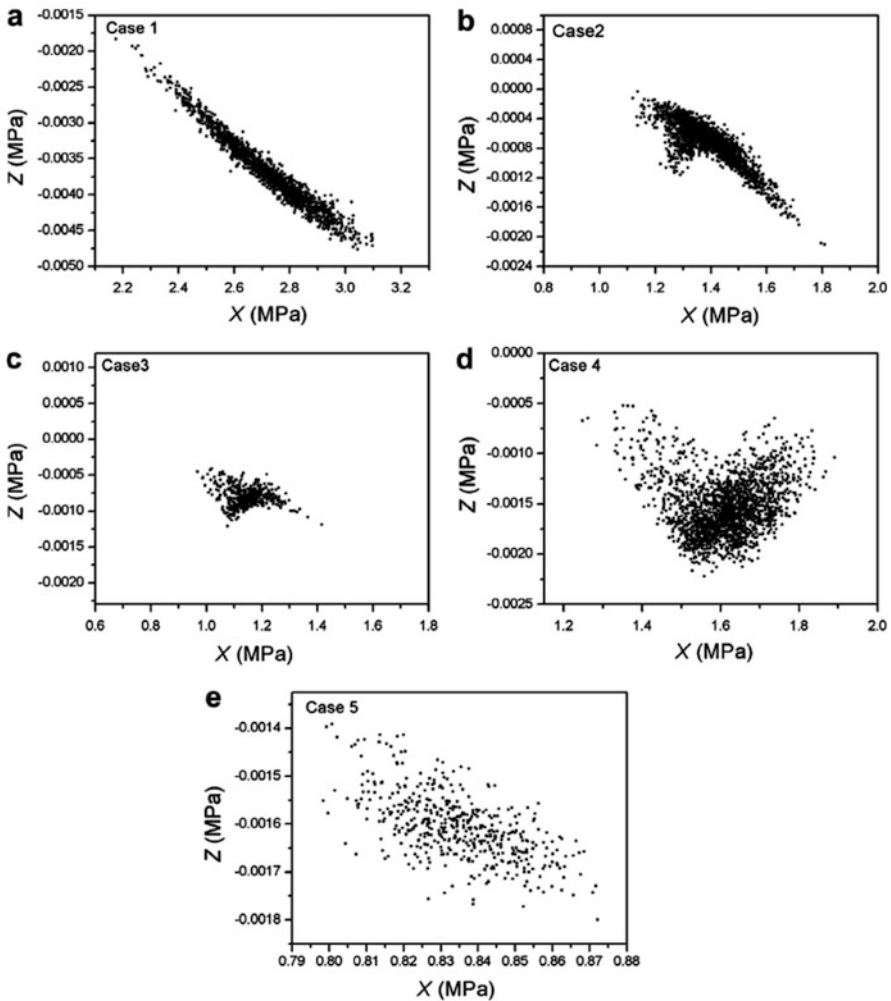 a
Case 1
-0.0015
-0.0020
-0.0025
-0.0030
-0.0035
-0.0040
-0.0045
-0.0050
Z (MPa)
2.2 2.4 2.6 2.8 3.0 3.2
X (MPa)
b
Case2
0.0008
0.0004
0.0000
-0.0004
-0.0008
-0.0012
-0.0016
-0.0020
-0.0024
Z (MPa)
0.8 1.0 1.2 1.4 1.6 1.8 2.0
X (MPa)
c
Case3
0.0010
0.0005
0.0000
-0.0005
-0.0010
-0.0015
-0.0020
Z (MPa)
0.6 0.8 1.0 1.2 1.4 1.6 1.8
X (MPa)
d
Case 4
0.0000
-0.0005
-0.0010
-0.0015
-0.0020
-0.0025
Z (MPa)
1.2 1.4 1.6 1.8 2.0
X (MPa)
e
Case 5
-0.0014
-0.0015
-0.0016
-0.0017
-0.0018
Z (MPa)
0.79 0.80 0.81 0.82 0.83 0.84 0.85 0.86 0.87 0.88
X (MPa)